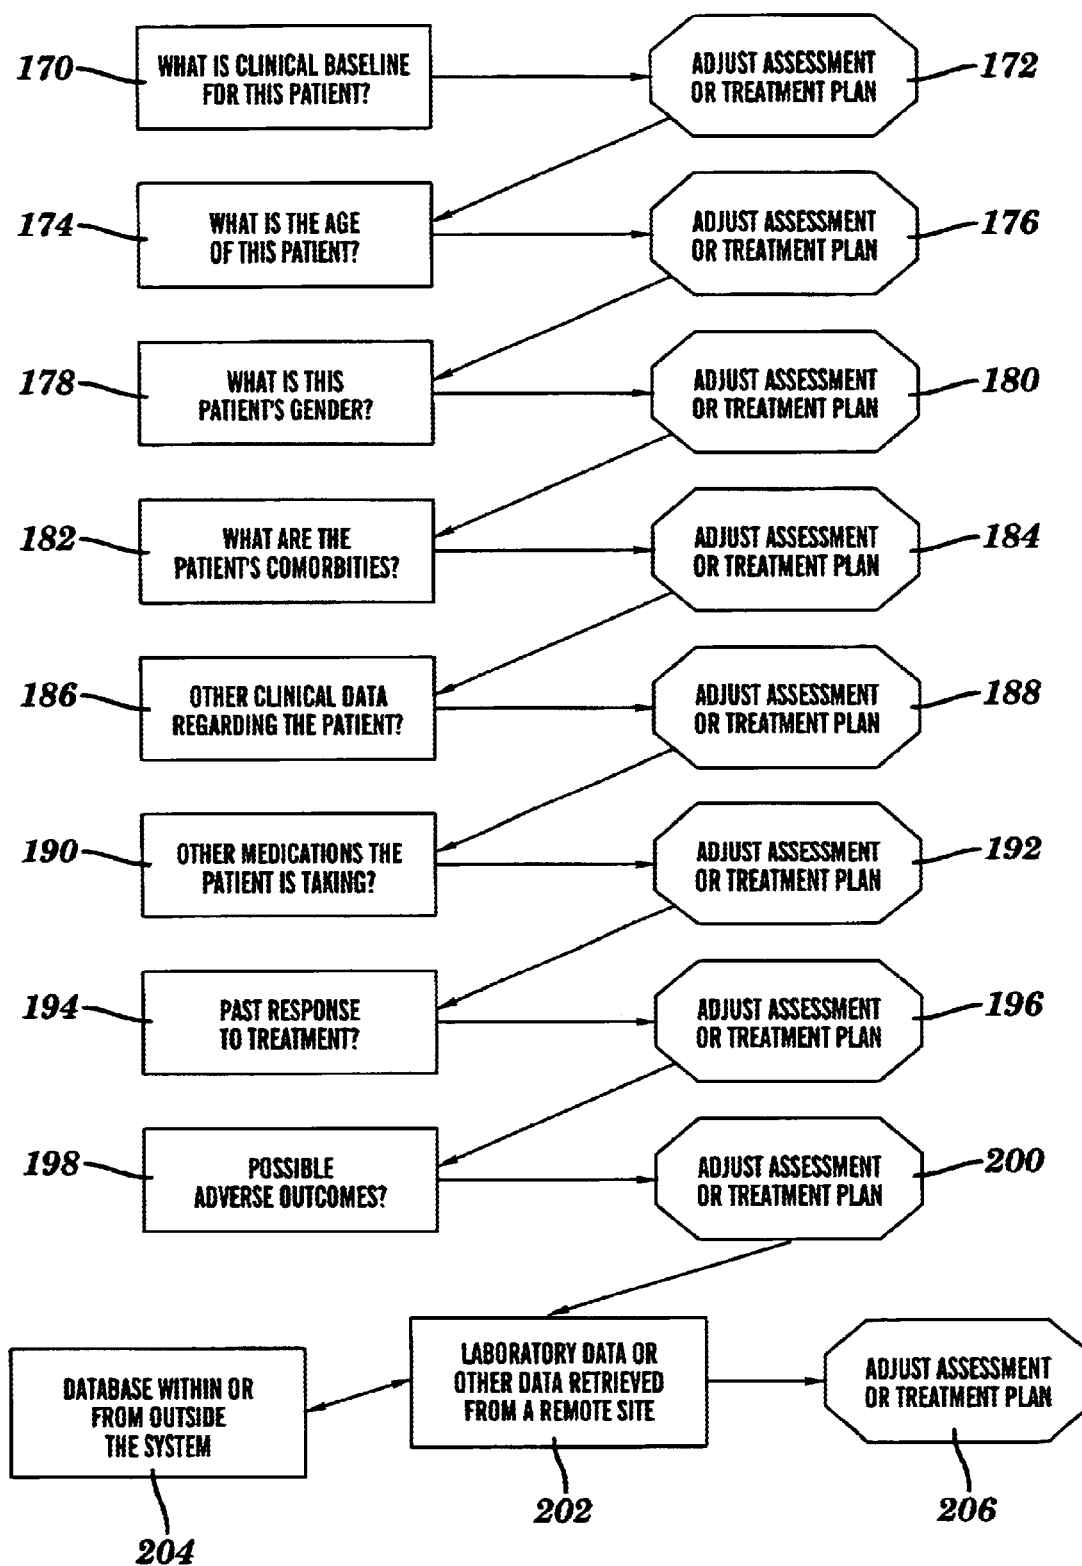 170
WHAT IS CLINICAL BASELINE
FOR THIS PATIENT?
ADJUST ASSESSMENT
OR TREATMENT PLAN
172
174
WHAT IS THE AGE
OF THIS PATIENT?
ADJUST ASSESSMENT
OR TREATMENT PLAN
176
178
WHAT IS THIS
PATIENT'S GENDER?
ADJUST ASSESSMENT
OR TREATMENT PLAN
180
182
WHAT ARE THE
PATIENT'S COMORBITIES?
ADJUST ASSESSMENT
OR TREATMENT PLAN
184
186
OTHER CLINICAL DATA
REGARDING THE PATIENT?
ADJUST ASSESSMENT
OR TREATMENT PLAN
188
190
OTHER MEDICATIONS THE
PATIENT IS TAKING?
ADJUST ASSESSMENT
OR TREATMENT PLAN
192
194
PAST RESPONSE
TO TREATMENT?
ADJUST ASSESSMENT
OR TREATMENT PLAN
196
198
POSSIBLE
ADVERSE OUTCOMES?
ADJUST ASSESSMENT
OR TREATMENT PLAN
200
DATABASE WITHIN OR
FROM OUTSIDE
THE SYSTEM
204
LABORATORY DATA OR
OTHER DATA RETRIEVED
FROM A REMOTE SITE
202
ADJUST ASSESSMENT
OR TREATMENT PLAN
206